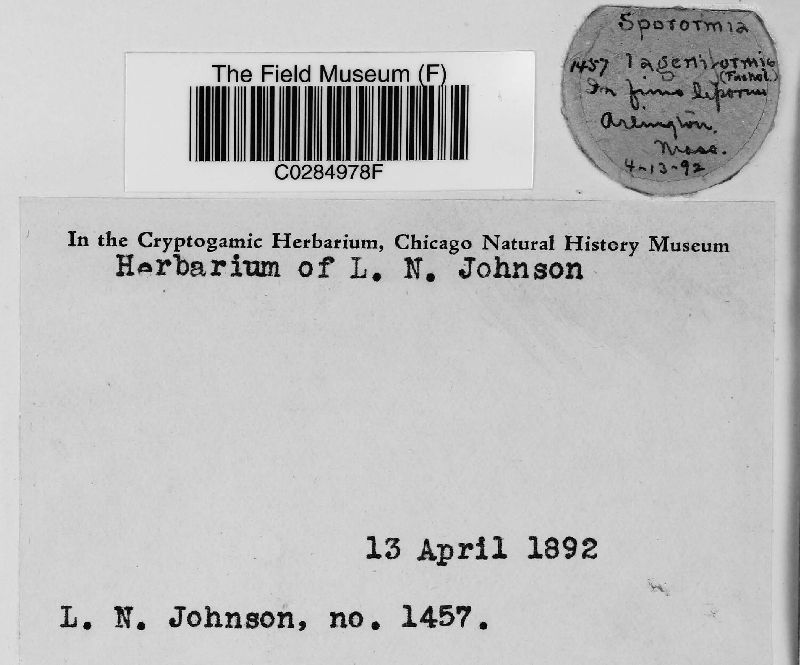 The Field Museum (F)
C0284978F
Sporormia
1457 lageniformis
(Fuckel.)
In fimo leporum
Arlington,
Mass.
4-13-92
In the Cryptogamic Herbarium, Chicago Natural History Museum
Herbarium of L. N. Johnson
13 April 1892
L. N. Johnson, no. 1457.